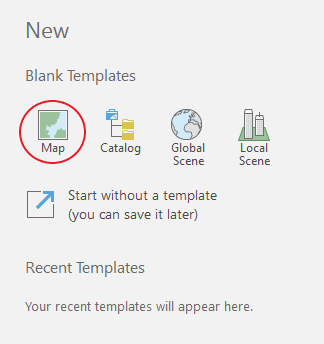 New
Blank Templates
Map
Catalog
Global
Scene
Local
Scene
Start without a template
(you can save it later)
Recent Templates
Your recent templates will appear here.